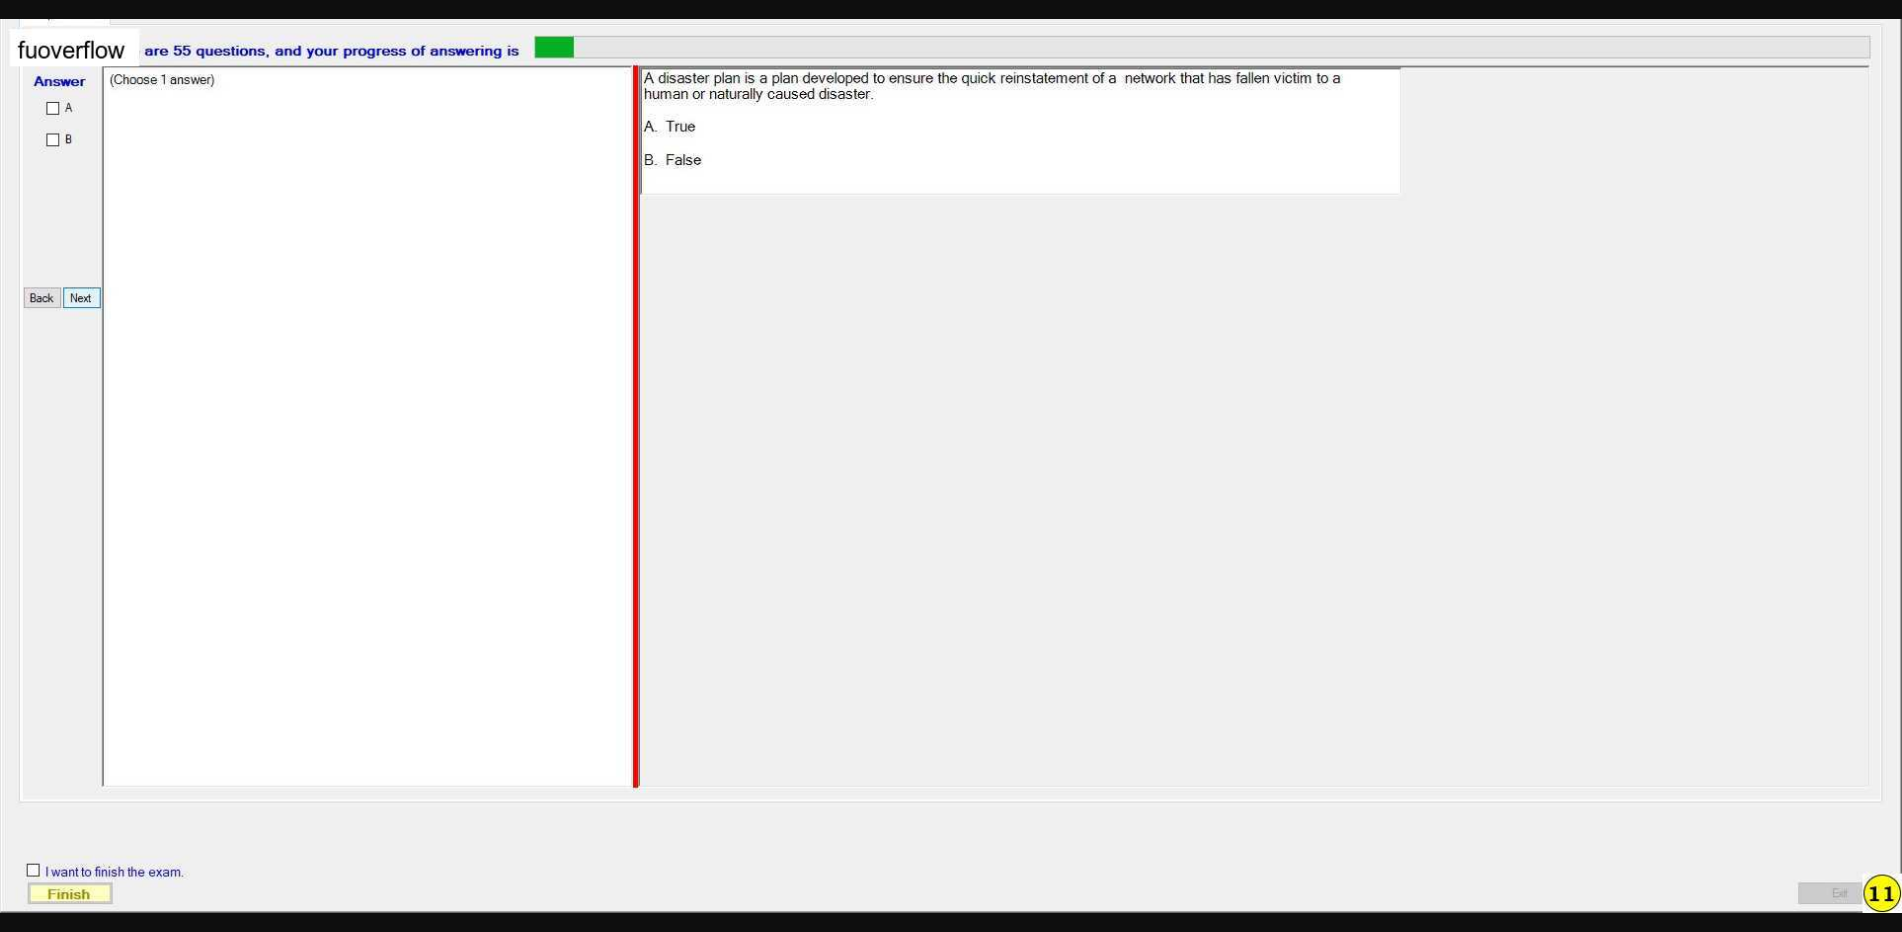 fuoverflow are 55 questions, and your progress of answering is
Answer
(Choose 1 answer)
A
B
Back Next
A disaster plan is a plan developed to ensure the quick reinstatement of a  network that has fallen victim to a
human or naturally caused disaster.
A. True
B. False
I want to finish the exam.
Finish
Exit
11